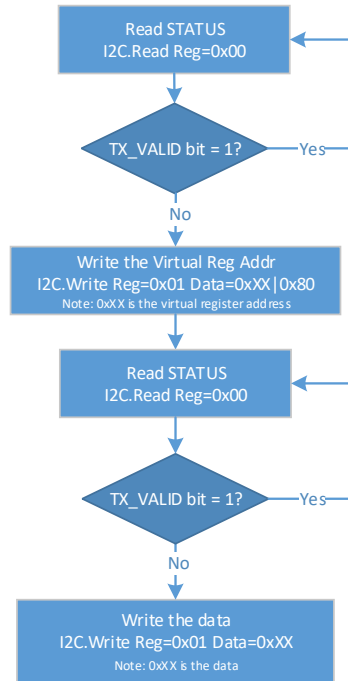 Read STATUS
I2C.Read Reg=0x00
TX_VALID bit = 1?
Yes
No
Write the Virtual Reg Addr
I2C.Write Reg=0x01 Data=0xXX|0x80
Note: 0xXX is the virtual register address
Read STATUS
I2C.Read Reg=0x00
TX_VALID bit = 1?
Yes
No
Write the data
I2C.Write Reg=0x01 Data=0xXX
Note: 0xXX is the data